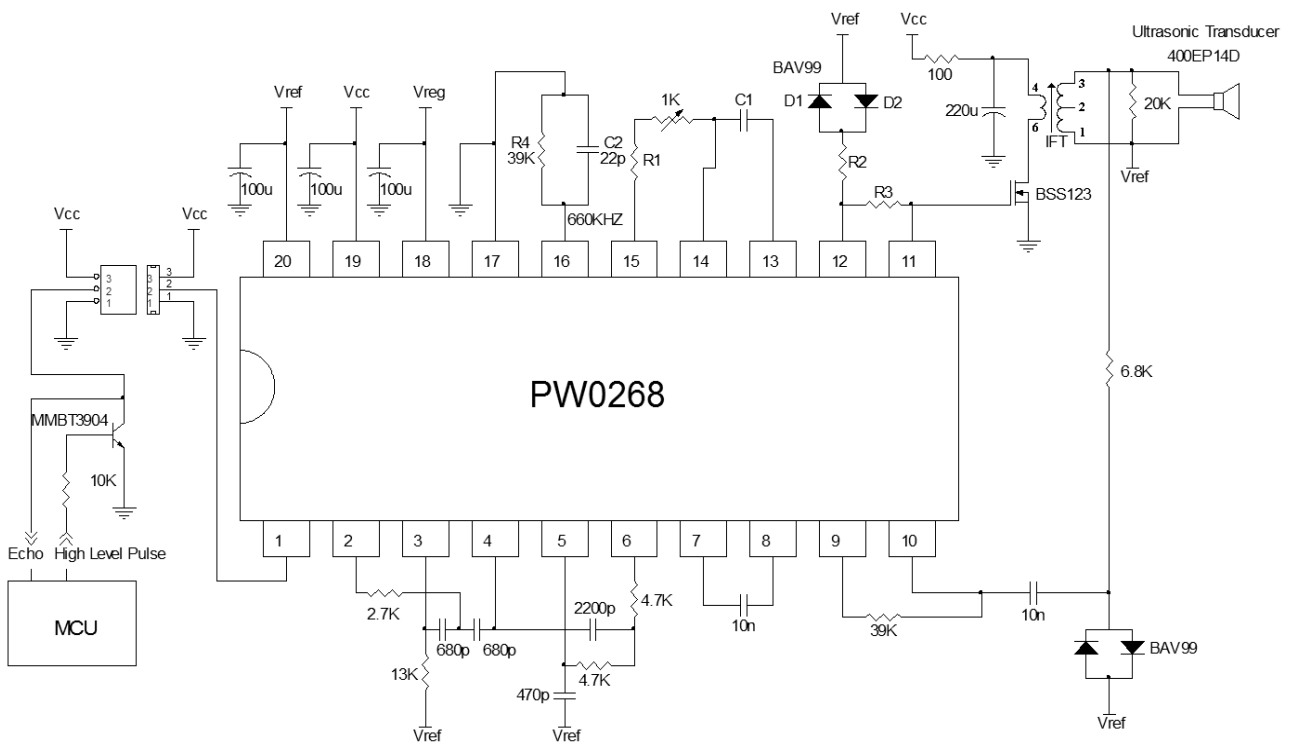 Ultrasonic Transducer
400EP14D
Vref
Vcc
100
BAV99
D1
D2
220u
4
6
3
2
1
IFT
20K
Vref
BSS123
Vref
Vcc
Vreg
100u
100u
100u
R4
39K
C2
22p
660KHZ
1K
C1
R1
R2
R3
Vcc
Vcc
3
2
1
3
2
1
3
2
1
20
19
18
17
16
15
14
13
12
11
PW0268
6.8K
MMBT3904
10K
Echo
High Level Pulse
MCU
1
2
3
4
5
6
7
8
9
10
2.7K
680p
680p
13K
Vref
2200p
4.7K
4.7K
470p
Vref
10n
39K
10n
BAV99
Vref